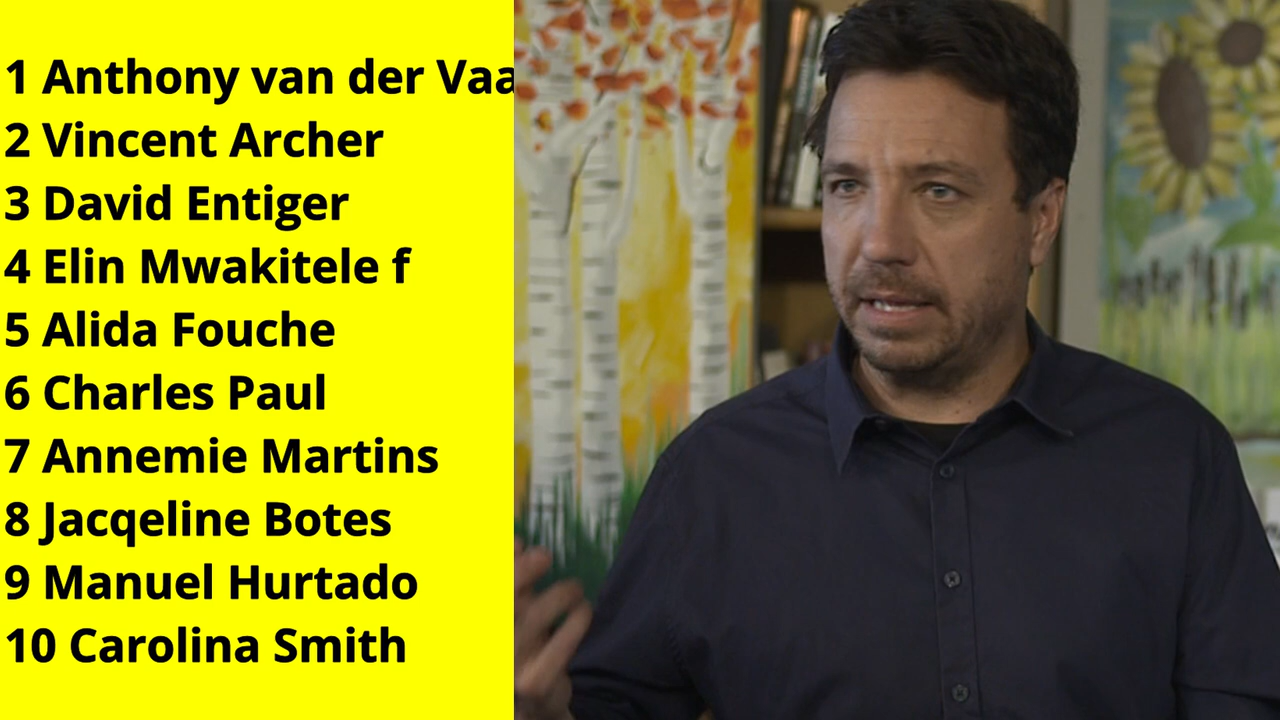 1 Anthony van der Vaa
2 Vincent Archer
3 David Entiger
4 Elin Mwakitele f
5 Alida Fouche
6 Charles Paul
7 Annemie Martins
8 Jacqeline Botes
9 Manuel Hurtado
10 Carolina Smith